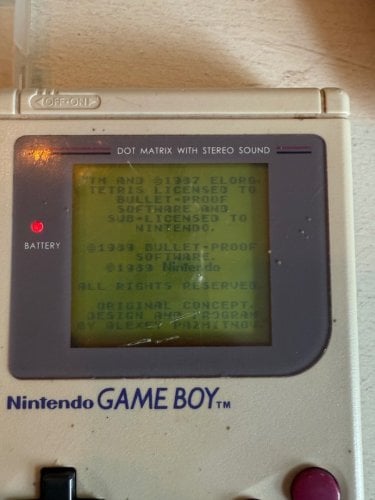 OFF•ON
DOT MATRIX WITH STEREO SOUND
"TM AND ©1987 ELORG,
TETRIS LICENSED TO
BULLET-PROOF
SOFTWARE AND
SUB-LICENSED TO
NINTENDO.
©1989 BULLET-PROOF
SOFTWARE.
©1989 Nintendo
ALL RIGHTS RESERVED.
ORIGINAL CONCEPT,
DESIGN AND PROGRAM
BY ALEXEY PAZHITNOV."
BATTERY
Nintendo GAME BOY TM